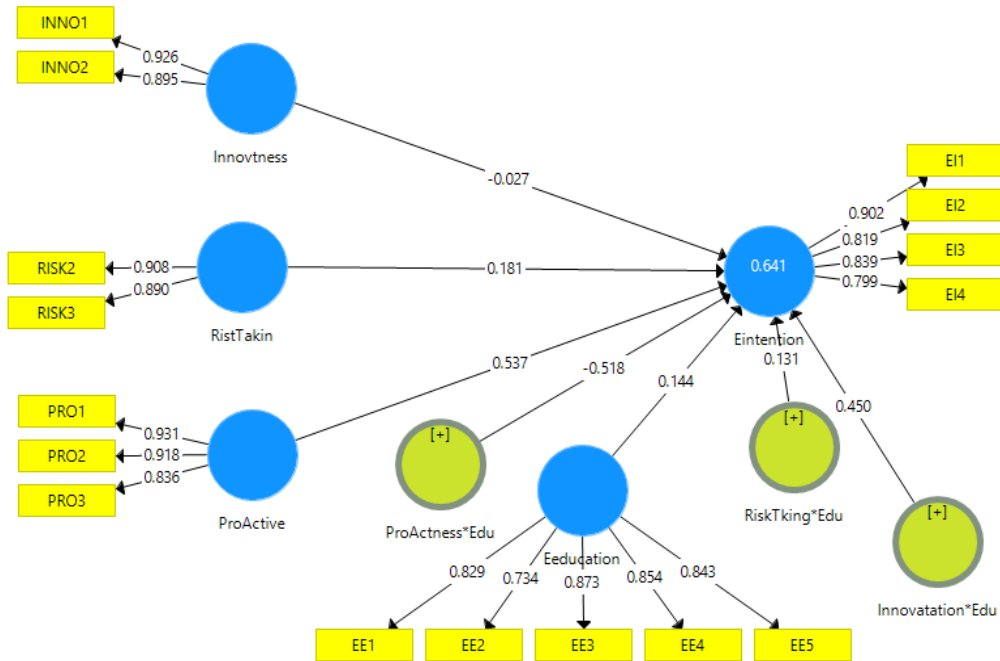 INNO1
0.926
INNO2
0.895
Innovtness
-0.027
EI1
0.902
EI2
0.819
EI3
0.839
EI4
0.799
0.641
Eintention
RISK2
0.908
RISK3
0.890
RistTakin
0.181
PRO1
0.931
PRO2
0.918
PRO3
0.836
ProActive
0.537
-0.518
0.144
0.131
0.450
[+]
ProActness*Edu
[+]
RiskTking*Edu
[+]
Innovatation*Edu
Eeducation
0.829
0.734
0.873
0.854
0.843
EE1
EE2
EE3
EE4
EE5